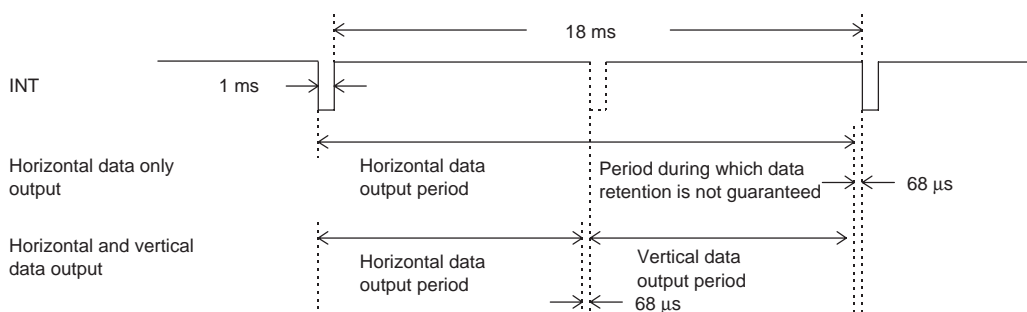 18 ms
INT
1 ms
Horizontal data only
output
Horizontal data
output period
Period during which data
retention is not guaranteed
68 µs
Horizontal and vertical
data output
Horizontal data
output period
Vertical data
output period
68 µs